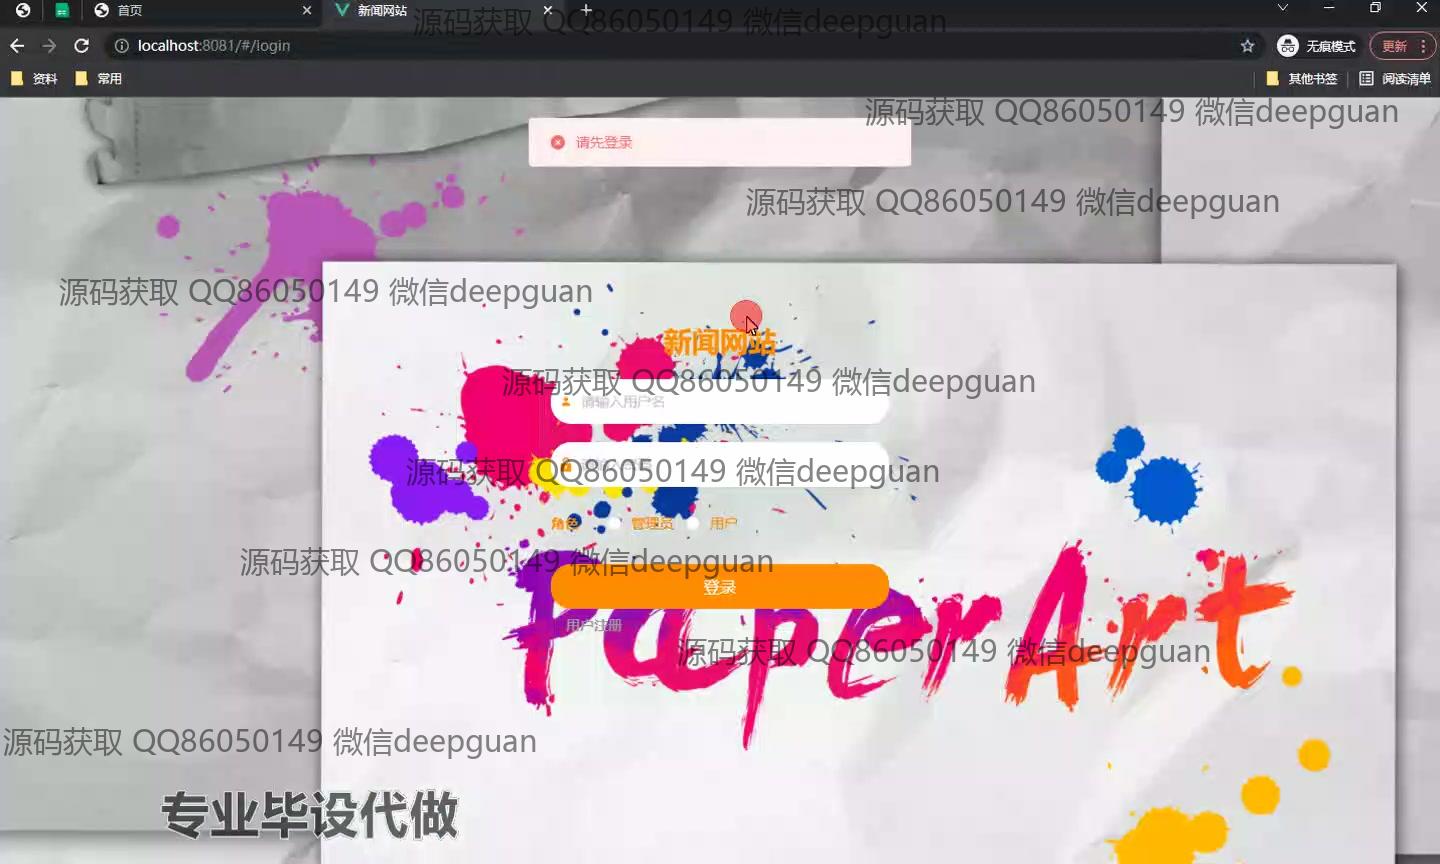 首页
新闻网站
源码获取 QQ86050149 微信deepguan
localhost:8081/#/login
无痕模式
更新
资料
常用
其他书签
阅读清单
源码获取 QQ86050149 微信deepguan
请先登录
源码获取 QQ86050149 微信deepguan
源码获取 QQ86050149 微信deepguan
新闻网站
源码获取 QQ86050149 微信deepguan
请输入用户名
源码获取 QQ86050149 微信deepguan
角色
管理员
用户
源码获取 QQ86050149 微信deepguan
登录
用户注册
PaperArt
源码获取 QQ86050149 微信deepguan
源码获取 QQ86050149 微信deepguan
专业毕设代做